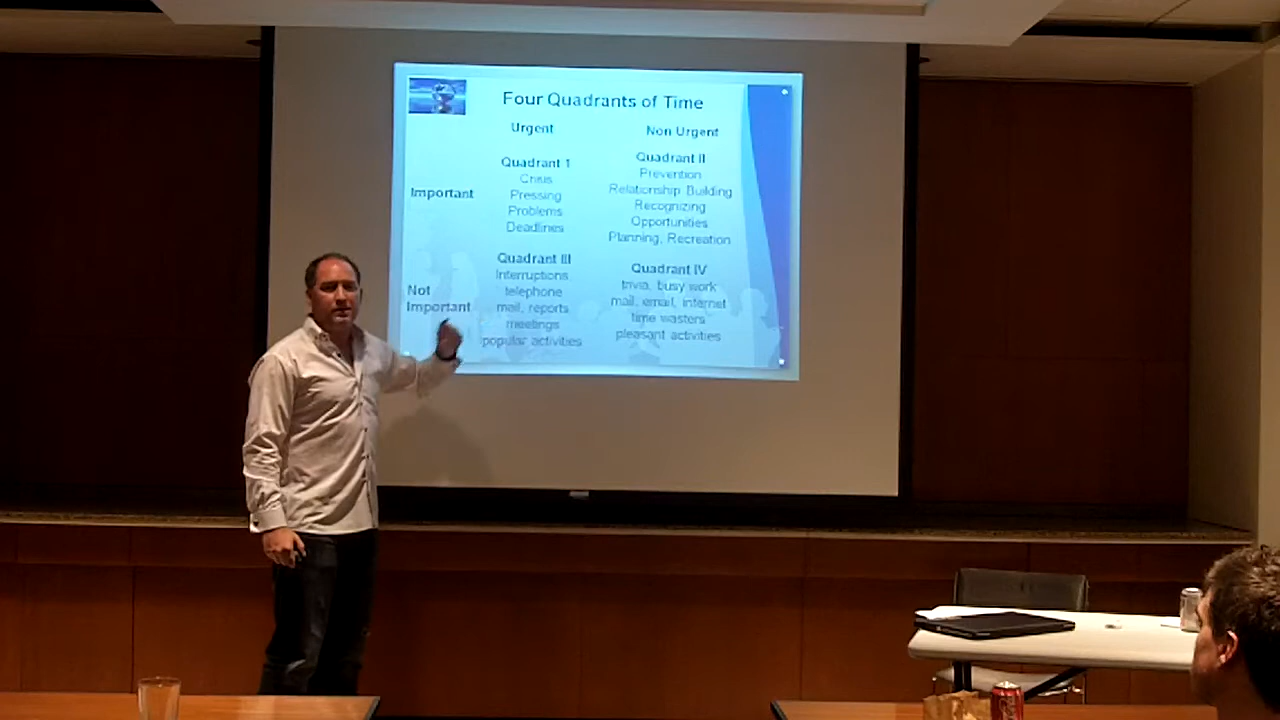 Four Quadrants of Time
Urgent
Non Urgent
Important
Quadrant 1
Crisis
Pressing
Problems
Deadlines
Quadrant II
Prevention
Relationship Building
Recognizing
Opportunities
Planning, Recreation
Not
Important
Quadrant III
Interruptions,
telephone
mail, reports
meetings
popular activities
Quadrant IV
trivia, busy work
mail, email, internet
time wasters
pleasant activities